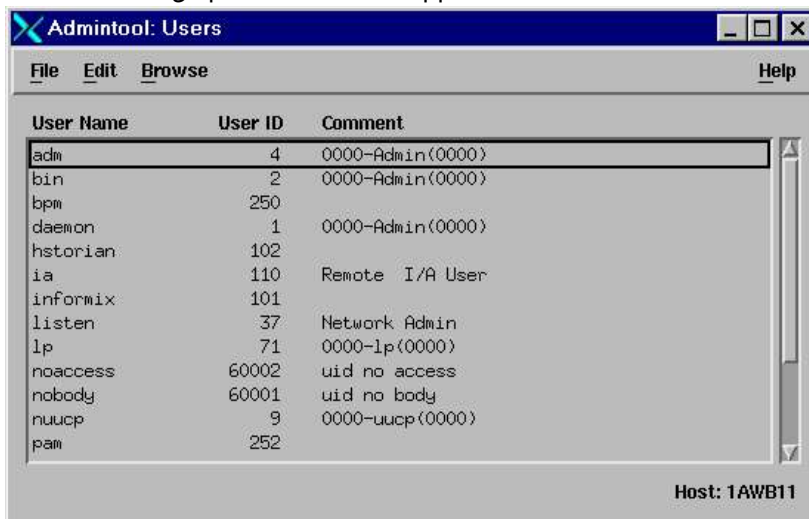 Admintool: Users
File Edit Browse Help
User Name User ID Comment
adm 4 0000-Admin(0000)
bin 2 0000-Admin(0000)
bpm 250
daemon 1 0000-Admin(0000)
hstorian 102
ia 110 Remote I/A User
informix 101
listen 37 Network Admin
lp 71 0000-lp(0000)
noaccess 60002 uid no access
nobody 60001 uid no body
nuucp 9 0000-uucp(0000)
pam 252
Host: 1AWB11